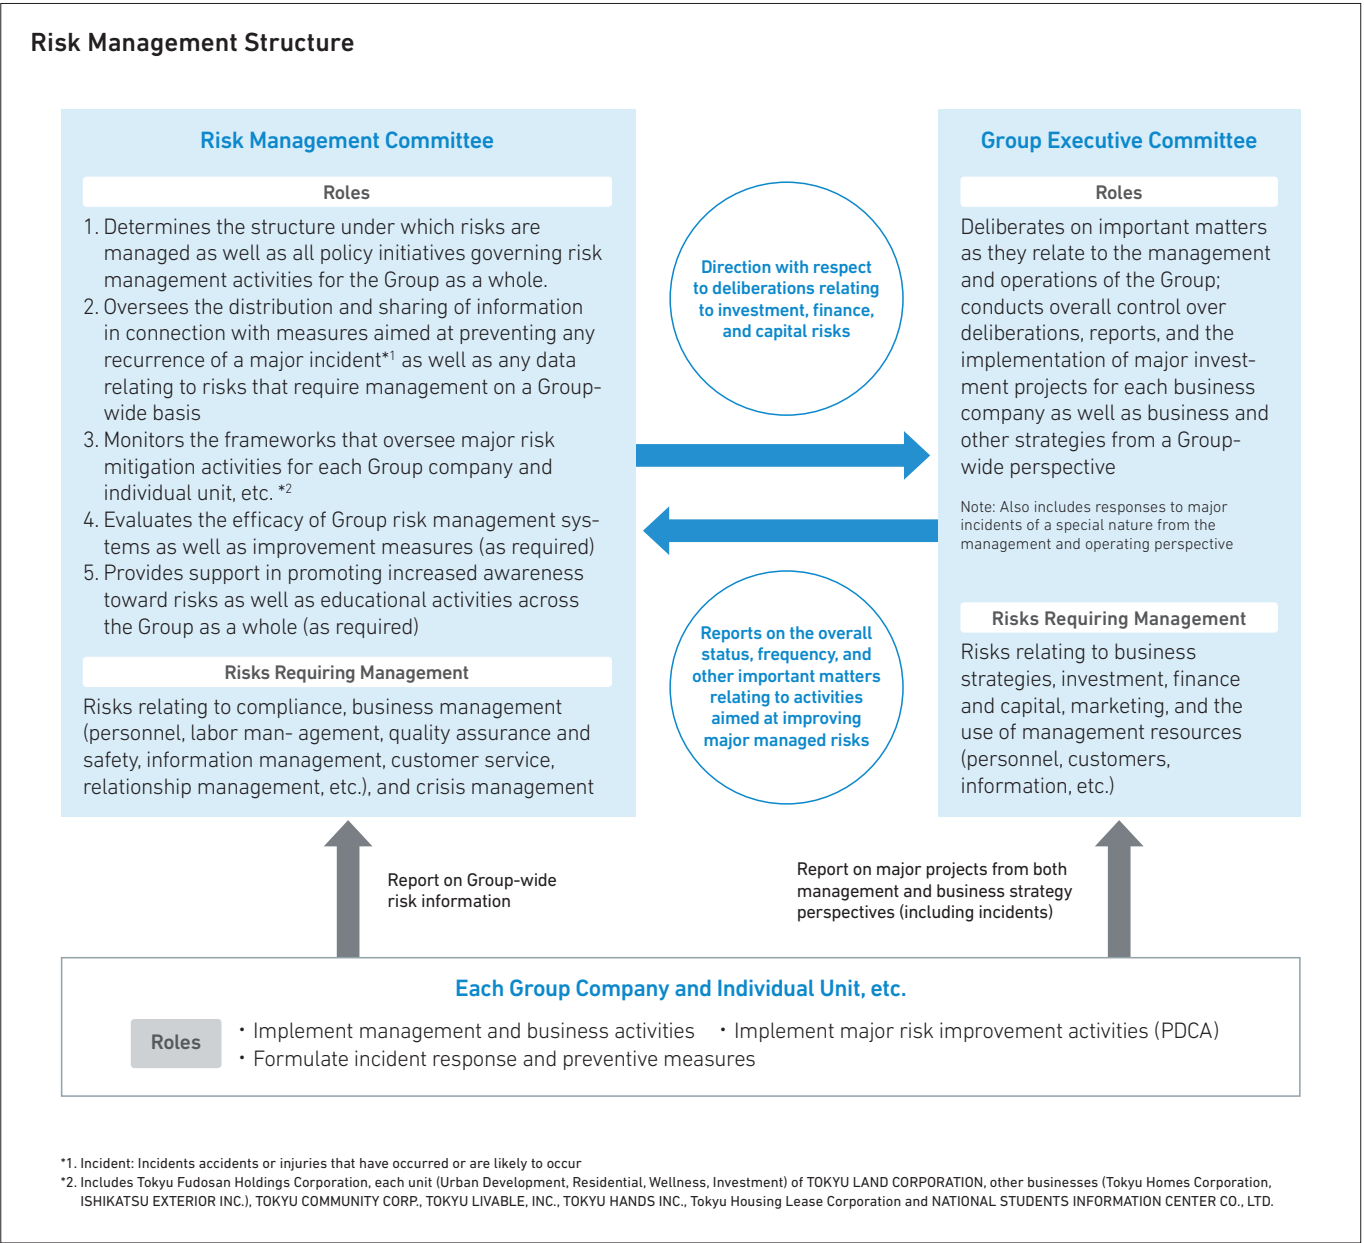 Risk Management Structure
Risk Management Committee
Roles
1. Determines the structure under which risks are
managed as well as all policy initiatives governing risk
management activities for the Group as a whole.
2. Oversees the distribution and sharing of information
in connection with measures aimed at preventing any
recurrence of a major incident*1 as well as any data
relating to risks that require management on a Group-
wide basis
3. Monitors the frameworks that oversee major risk
mitigation activities for each Group company and
individual unit, etc. *2
4. Evaluates the efficacy of Group risk management sys-
tems as well as improvement measures (as required)
5. Provides support in promoting increased awareness
toward risks as well as educational activities across
the Group as a whole (as required)
Risks Requiring Management
Risks relating to compliance, business management
(personnel, labor man- agement, quality assurance and
safety, information management, customer service,
relationship management, etc.), and crisis management
Direction with respect
to deliberations relating
to investment, finance,
and capital risks
Reports on the overall
status, frequency, and
other important matters
relating to activities
aimed at improving
major managed risks
Group Executive Committee
Roles
Deliberates on important matters
as they relate to the management
and operations of the Group;
conducts overall control over
deliberations, reports, and the
implementation of major invest-
ment projects for each business
company as well as business and
other strategies from a Group-
wide perspective
Note: Also includes responses to major
incidents of a special nature from the
management and operating perspective
Risks Requiring Management
Risks relating to business
strategies, investment, finance
and capital, marketing, and the
use of management resources
(personnel, customers,
information, etc.)
Report on Group-wide
risk information
Report on major projects from both
management and business strategy
perspectives (including incidents)
Each Group Company and Individual Unit, etc.
Roles
・Implement management and business activities ・Implement major risk improvement activities (PDCA)
・Formulate incident response and preventive measures
*1. Incident: Incidents accidents or injuries that have occurred or are likely to occur
*2. Includes Tokyu Fudosan Holdings Corporation, each unit (Urban Development, Residential, Wellness, Investment) of TOKYU LAND CORPORATION, other businesses (Tokyu Homes Corporation,
ISHIKATSU EXTERIOR INC.), TOKYU COMMUNITY CORP., TOKYU LIVABLE, INC., TOKYU HANDS INC., Tokyu Housing Lease Corporation and NATIONAL STUDENTS INFORMATION CENTER CO., LTD.